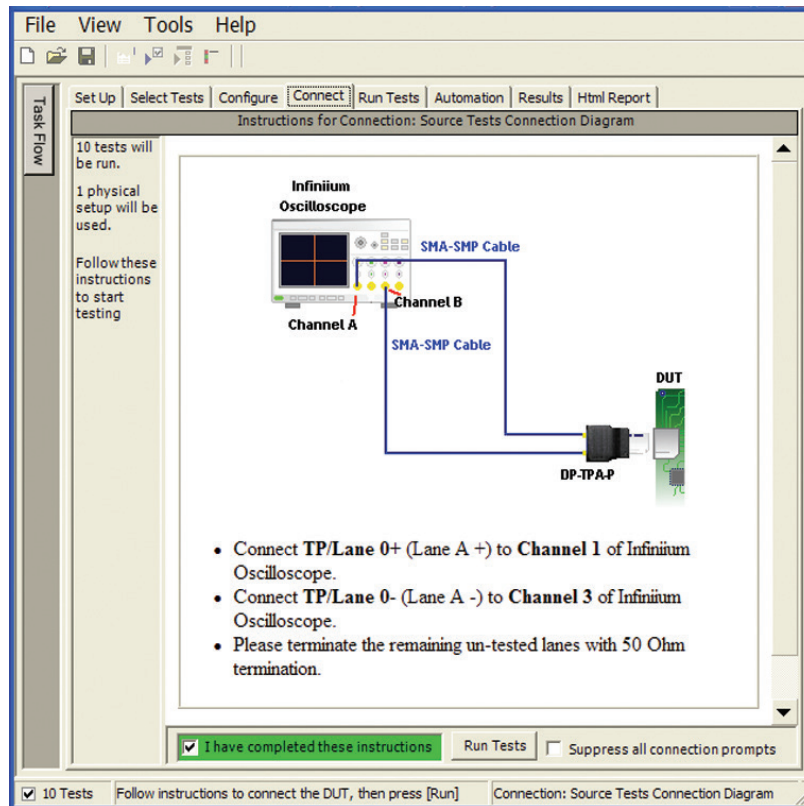 File View Tools Help
Task Flow
Set Up Select Tests Configure Connect Run Tests Automation Results Html Report
Instructions for Connection: Source Tests Connection Diagram
10 tests will
be run.
1 physical
setup will be
used.
Follow these
instructions
to start
testing
Infiniium
Oscilloscope
SMA-SMP Cable
Channel B
Channel A
SMA-SMP Cable
DUT
DP-TPA-P
• Connect TP/Lane 0+ (Lane A +) to Channel 1 of Infiniium
Oscilloscope.
• Connect TP/Lane 0- (Lane A -) to Channel 3 of Infiniium
Oscilloscope.
• Please terminate the remaining un-tested lanes with 50 Ohm
termination.
I have completed these instructions Run Tests Suppress all connection prompts
10 Tests Follow instructions to connect the DUT, then press [Run] Connection: Source Tests Connection Diagram